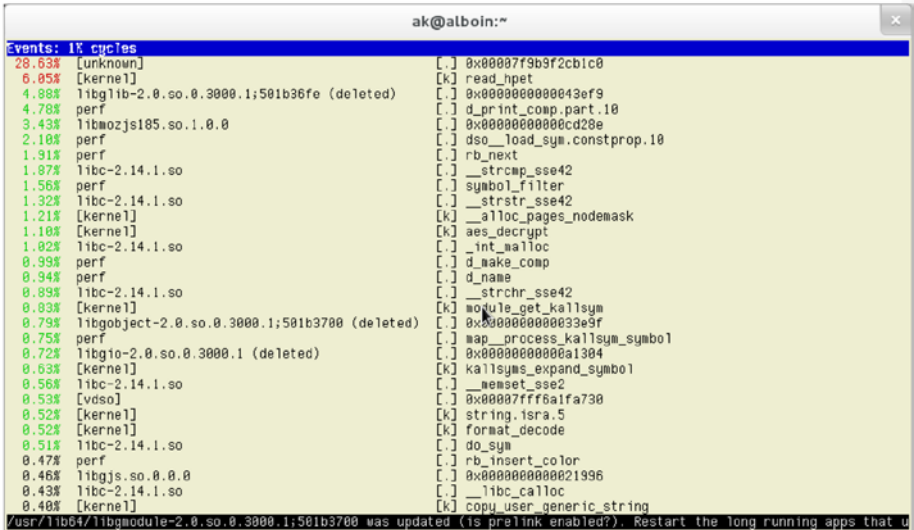 ak@alboin:~
Events: 1K cycles
28.63% [unknown] [.] 0x00007f9b9f2cb1c0
6.05% [kernel] [k] read_hpet
4.88% libglib-2.0.so.0.3000.1;501b36fe (deleted) [.] 0x0000000000043ef9
4.78% perf [.] d_print_comp.part.10
3.43% libmozjs185.so.1.0.0 [.] 0x00000000000cd28e
2.10% perf [.] dso__load_sym.constprop.10
1.91% perf [.] rb_next
1.87% libc-2.14.1.so [.] __strcmp_sse42
1.56% perf [.] symbol_filter
1.32% libc-2.14.1.so [.] __strstr_sse42
1.21% [kernel] [k] __alloc_pages_nodemask
1.10% [kernel] [k] aes_decrypt
1.02% libc-2.14.1.so [.] _int_malloc
0.99% perf [.] d_make_comp
0.94% perf [.] d_name
0.89% libc-2.14.1.so [.] __strchr_sse42
0.83% [kernel] [k] module_get_kallsym
0.79% libgobject-2.0.so.0.3000.1;501b3700 (deleted) [.] 0x0000000000033e9f
0.75% perf [.] map__process_kallsym_symbol
0.72% libgio-2.0.so.0.3000.1 (deleted) [.] 0x00000000000a1304
0.63% [kernel] [k] kallsyms_expand_symbol
0.56% libc-2.14.1.so [.] __memset_sse2
0.53% [vdso] [.] 0x00007fff6a1fa730
0.52% [kernel] [k] string.isra.5
0.52% [kernel] [k] format_decode
0.51% libc-2.14.1.so [.] do_sym
0.47% perf [.] rb_insert_color
0.46% libgjs.so.0.0.0 [.] 0x0000000000021996
0.43% libc-2.14.1.so [.] __libc_calloc
0.40% [kernel] [k] copy_user_generic_string
/usr/lib64/libgmodule-2.0.so.0.3000.1;501b3700 was updated (is prelink enabled?). Restart the long running apps that u